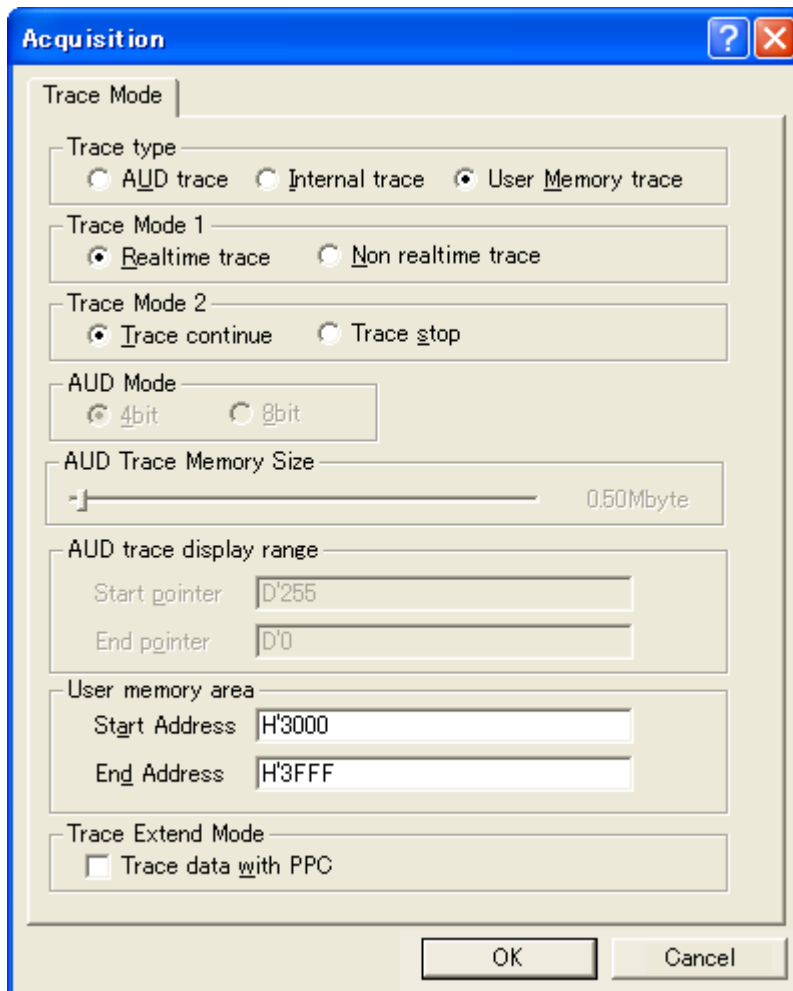 Acquisition
Trace Mode
Trace type
AUD trace Internal trace User Memory trace
Trace Mode 1
Realtime trace Non realtime trace
Trace Mode 2
Trace continue Trace stop
AUD Mode
4bit 8bit
AUD Trace Memory Size
0.50Mbyte
AUD trace display range
Start pointer D'255
End pointer D'0
User memory area
Start Address H'3000
End Address H'3FFF
Trace Extend Mode
Trace data with PPC
OK Cancel